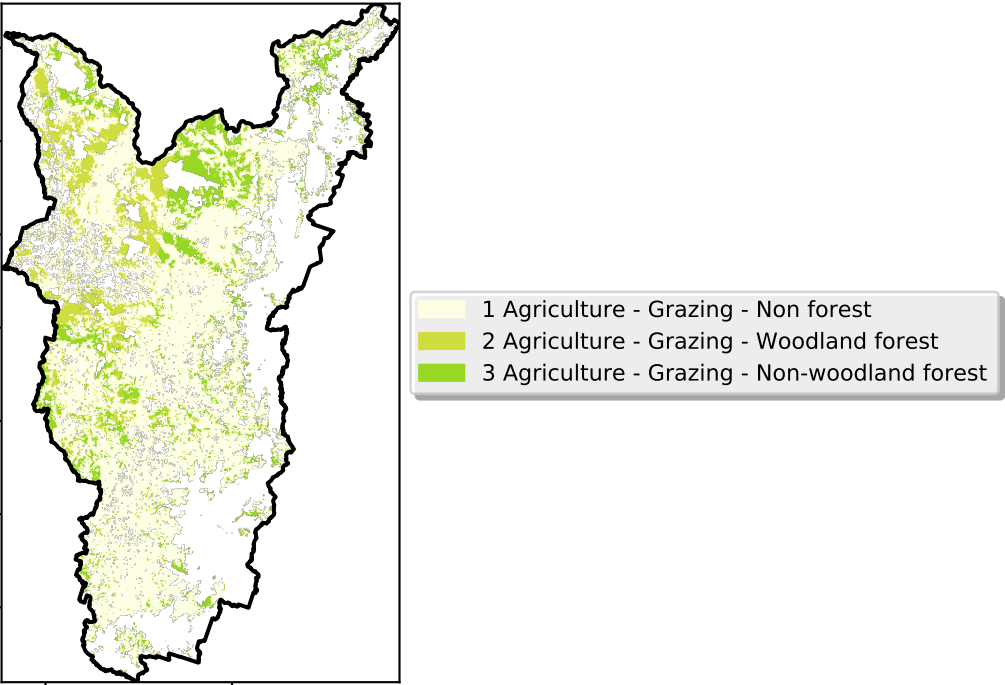 1 Agriculture - Grazing - Non forest
2 Agriculture - Grazing - Woodland forest
3 Agriculture - Grazing - Non-woodland forest